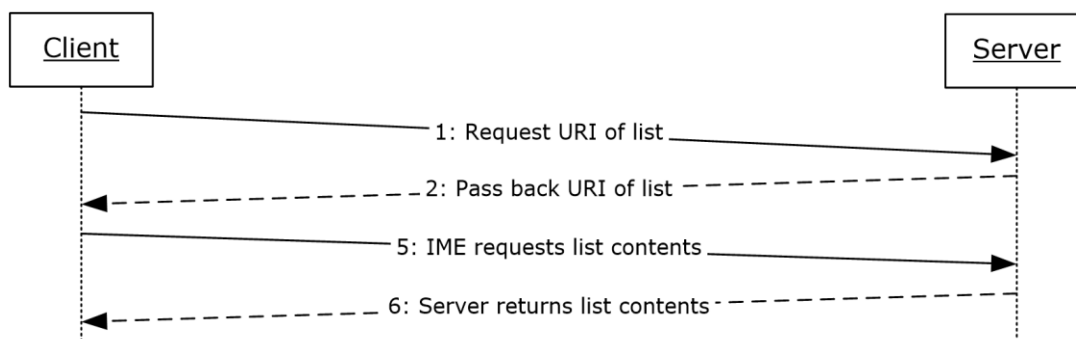 Client
Server
1: Request URI of list
2: Pass back URI of list
5: IME requests list contents
6: Server returns list contents